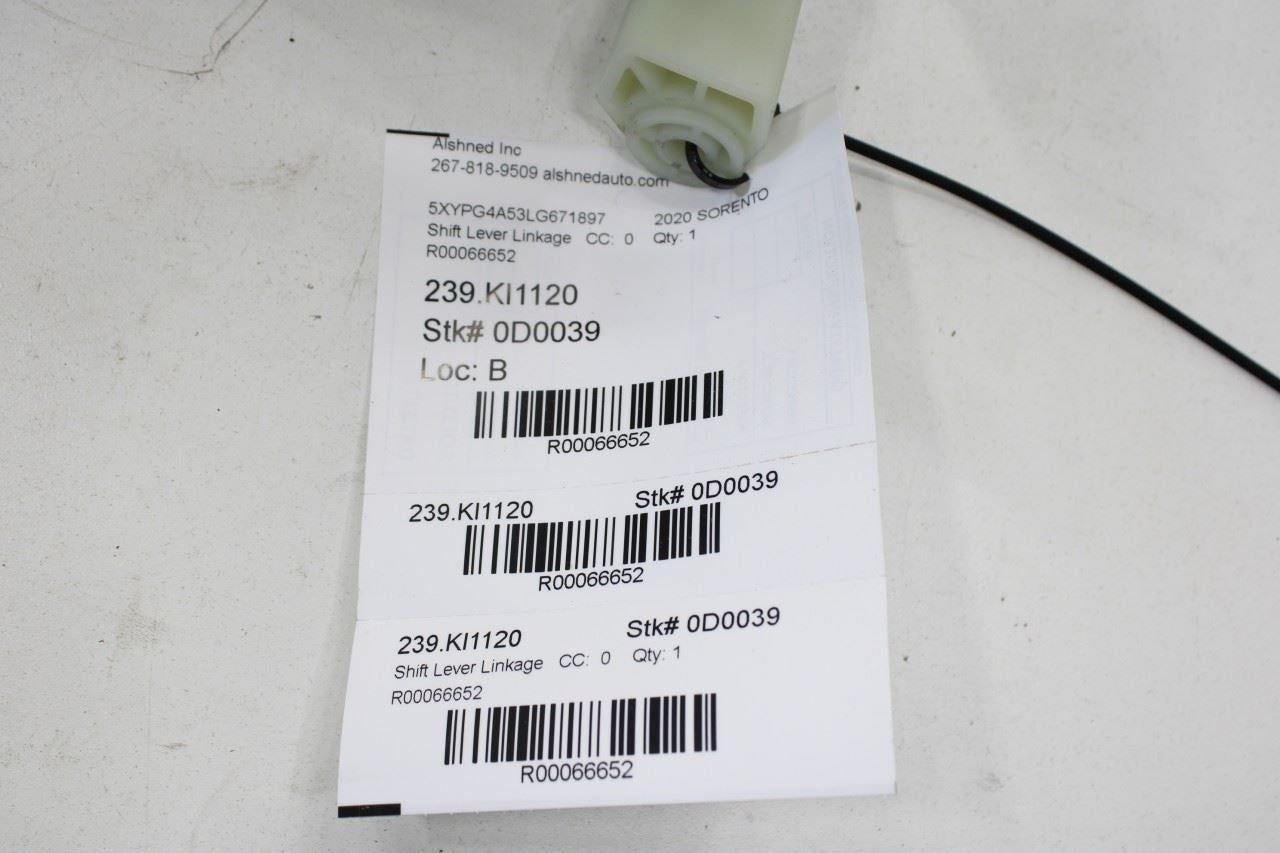 Alshned Inc
267-818-9509 alshnedauto.com
5XYPG4A53LG671897 2020 SORENTO
Shift Lever Linkage CC: 0 Qty: 1
R00066652
239.KI1120
Stk# 0D0039
Loc: B
R00066652
239.KI1120 Stk# 0D0039
R00066652
239.KI1120 Stk# 0D0039
Shift Lever Linkage CC: 0 Qty: 1
R00066652
R00066652